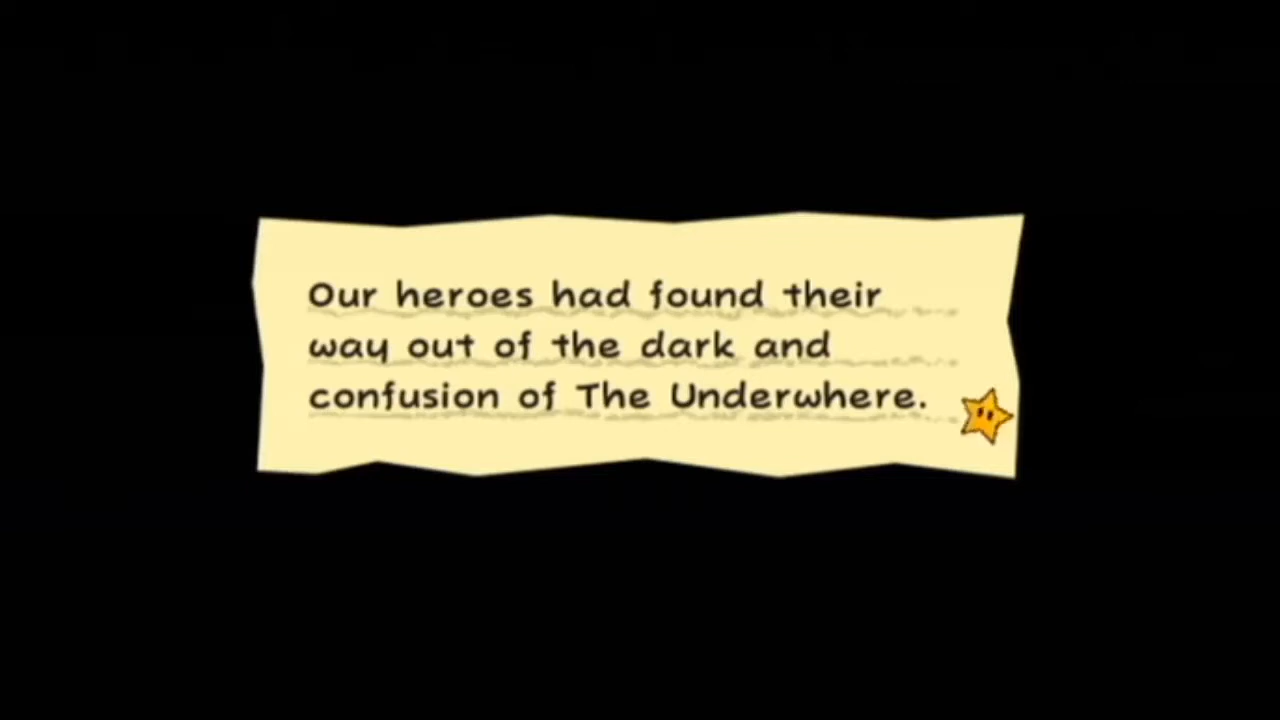 Our heroes had found their
way out of the dark and
confusion of The Underwhere.